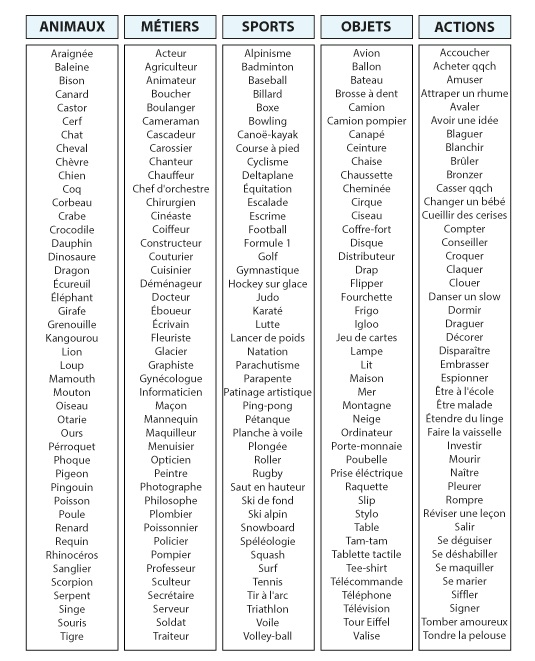 ANIMAUX
Araignée
Baleine
Bison
Canard
Castor
Cerf
Chat
Cheval
Chèvre
Chien
Coq
Corbeau
Crabe
Crocodile
Dauphin
Dinosaure
Dragon
Écureuil
Éléphant
Girafe
Grenouille
Kangourou
Lion
Loup
Mamouth
Mouton
Oiseau
Otarie
Ours
Pérroquet
Phoque
Pigeon
Pingouin
Poisson
Poule
Renard
Requin
Rhinocéros
Sanglier
Scorpion
Serpent
Singe
Souris
Tigre
MÉTIERS
Acteur
Agriculteur
Animateur
Boucher
Boulanger
Cameraman
Cascadeur
Carossier
Chanteur
Chauffeur
Chef d'orchestre
Chirurgien
Cinéaste
Coiffeur
Constructeur
Couturier
Cuisinier
Déménageur
Docteur
Éboueur
Écrivain
Fleuriste
Glacier
Graphiste
Gynécologue
Informaticien
Maçon
Mannequin
Maquilleur
Menuisier
Opticien
Peintre
Photographe
Philosophe
Plombier
Poissonnier
Policier
Pompier
Professeur
Sculteur
Secrétaire
Serveur
Soldat
Traiteur
SPORTS
Alpinisme
Badminton
Baseball
Billard
Boxe
Bowling
Canoë-kayak
Course à pied
Cyclisme
Deltaplane
Équitation
Escalade
Escrime
Football
Formule 1
Golf
Gymnastique
Hockey sur glace
Judo
Karaté
Lutte
Lancer de poids
Natation
Parachutisme
Parapente
Patinage artistique
Ping-pong
Pétanque
Planche à voile
Plongée
Roller
Rugby
Saut en hauteur
Ski de fond
Ski alpin
Snowboard
Spéléologie
Squash
Surf
Tennis
Tir à l'arc
Triathlon
Voile
Volley-ball
OBJETS
Avion
Ballon
Bateau
Brosse à dent
Camion
Camion pompier
Canapé
Ceinture
Chaise
Chaussette
Cheminée
Cirque
Ciseau
Coffre-fort
Disque
Distributeur
Drap
Flipper
Fourchette
Frigo
Igloo
Jeu de cartes
Lampe
Lit
Maison
Mer
Montagne
Neige
Ordinateur
Porte-monnaie
Poubelle
Prise éléctrique
Raquette
Slip
Stylo
Table
Tam-tam
Tablette tactile
Tee-shirt
Télécommande
Téléphone
Télévision
Tour Eiffel
Valise
ACTIONS
Accoucher
Acheter qqch
Amuser
Attraper un rhume
Avaler
Avoir une idée
Blaguer
Blanchir
Brûler
Bronzer
Casser qqch
Changer un bébé
Cueillir des cerises
Compter
Conseiller
Croquer
Claquer
Clouer
Danser un slow
Dormir
Draguer
Décorer
Disparaître
Embrasser
Espionner
Être à l'école
Être malade
Étendre du linge
Faire la vaisselle
Investir
Mourir
Naître
Pleurer
Rompre
Réviser une leçon
Salir
Se déguiser
Se déshabiller
Se maquiller
Se marier
Siffler
Signer
Tomber amoureux
Tondre la pelouse